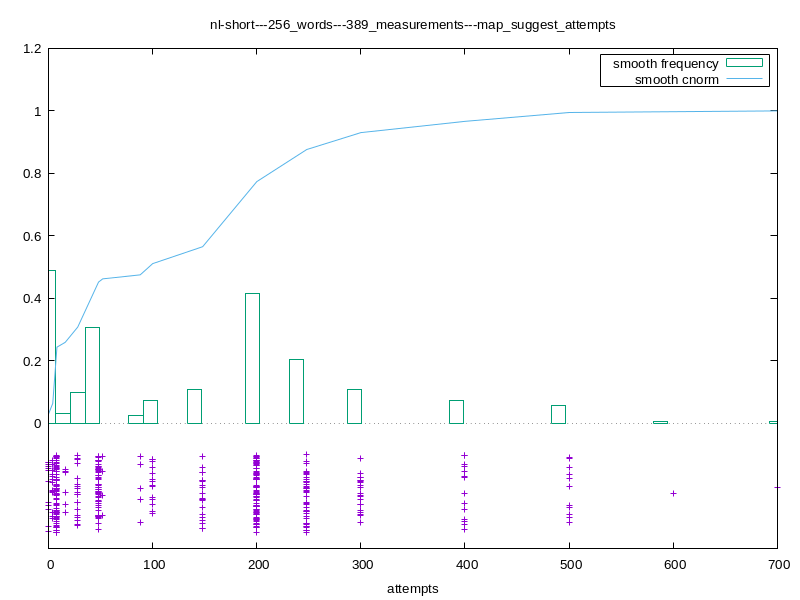 nl-short---256_words---389_measurements---map_suggest_attempts
1.2
smooth frequency
smooth cnorm
1
0.8
0.6
0.4
0.2
0
0 100 200 300 400 500 600 700
attempts